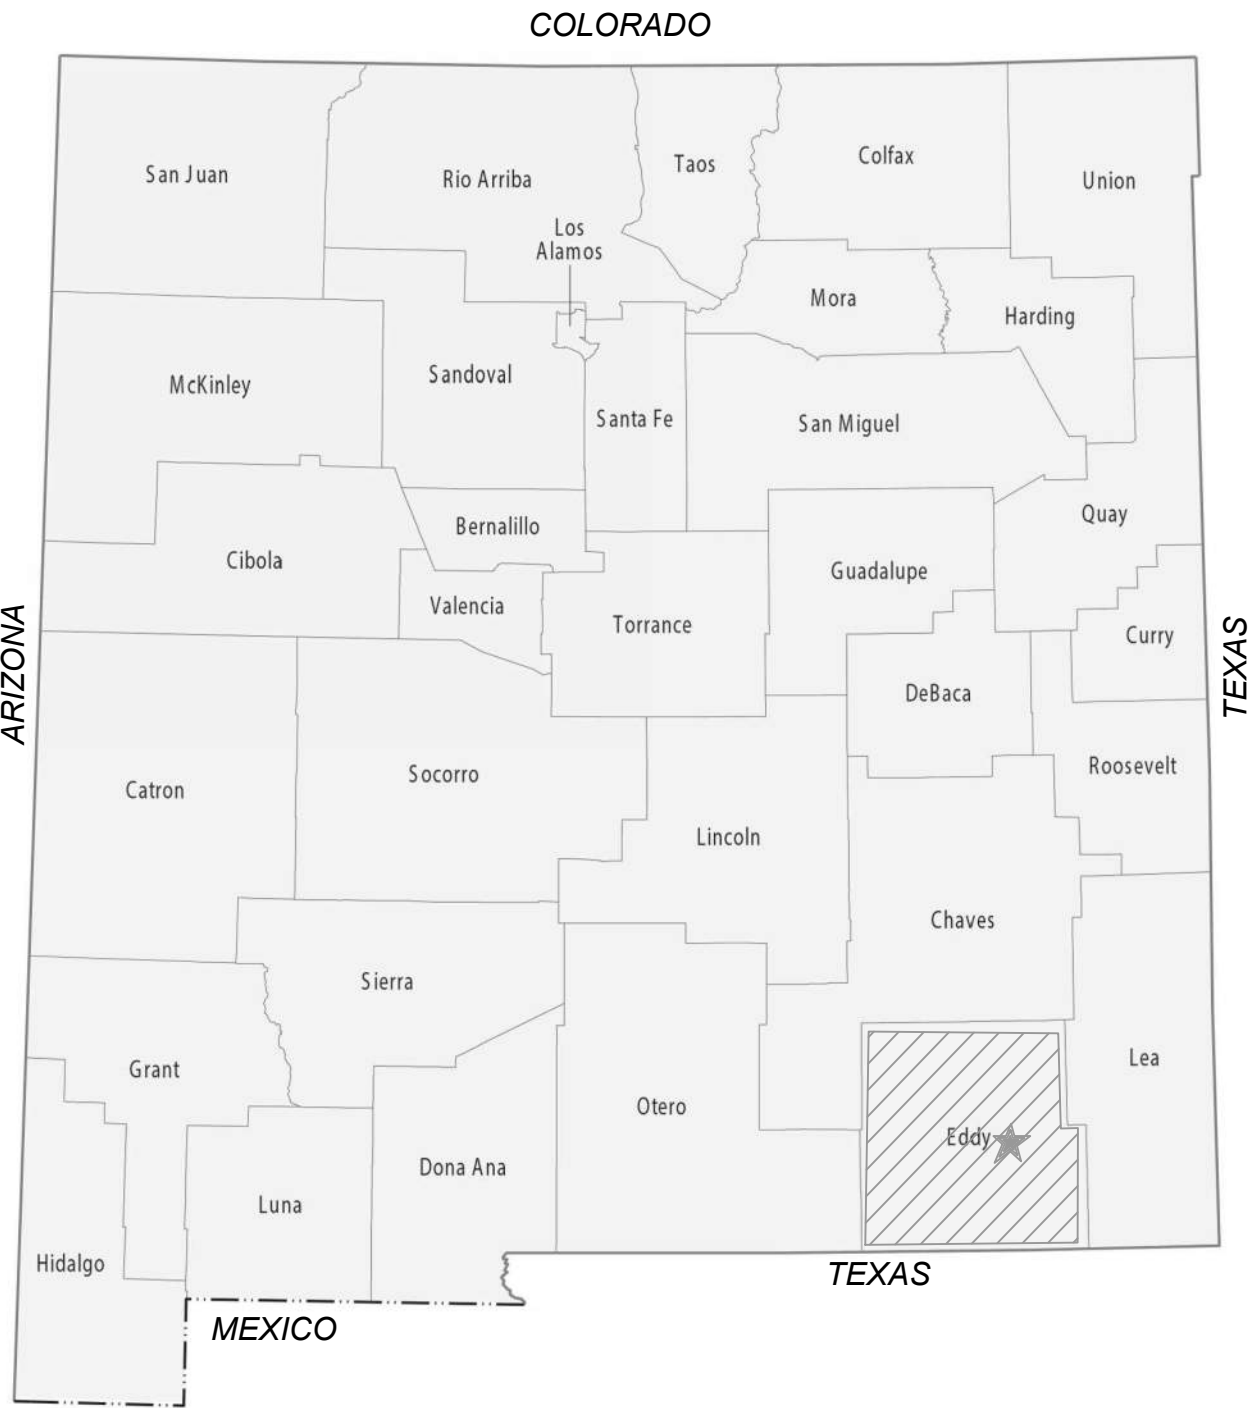 COLORADO
San Juan
Rio Arriba
Taos
Colfax
Union
Los
Alamos
Mora
Harding
McKinley
Sandoval
Santa Fe
San Miguel
Quay
Bernalillo
Cibola
Guadalupe
Valencia
Torrance
Curry
ARIZONA
TEXAS
DeBaca
Roosevelt
Catron
Socorro
Lincoln
Chaves
Sierra
Grant
Lea
Otero
Eddy
Dona Ana
Luna
Hidalgo
TEXAS
MEXICO